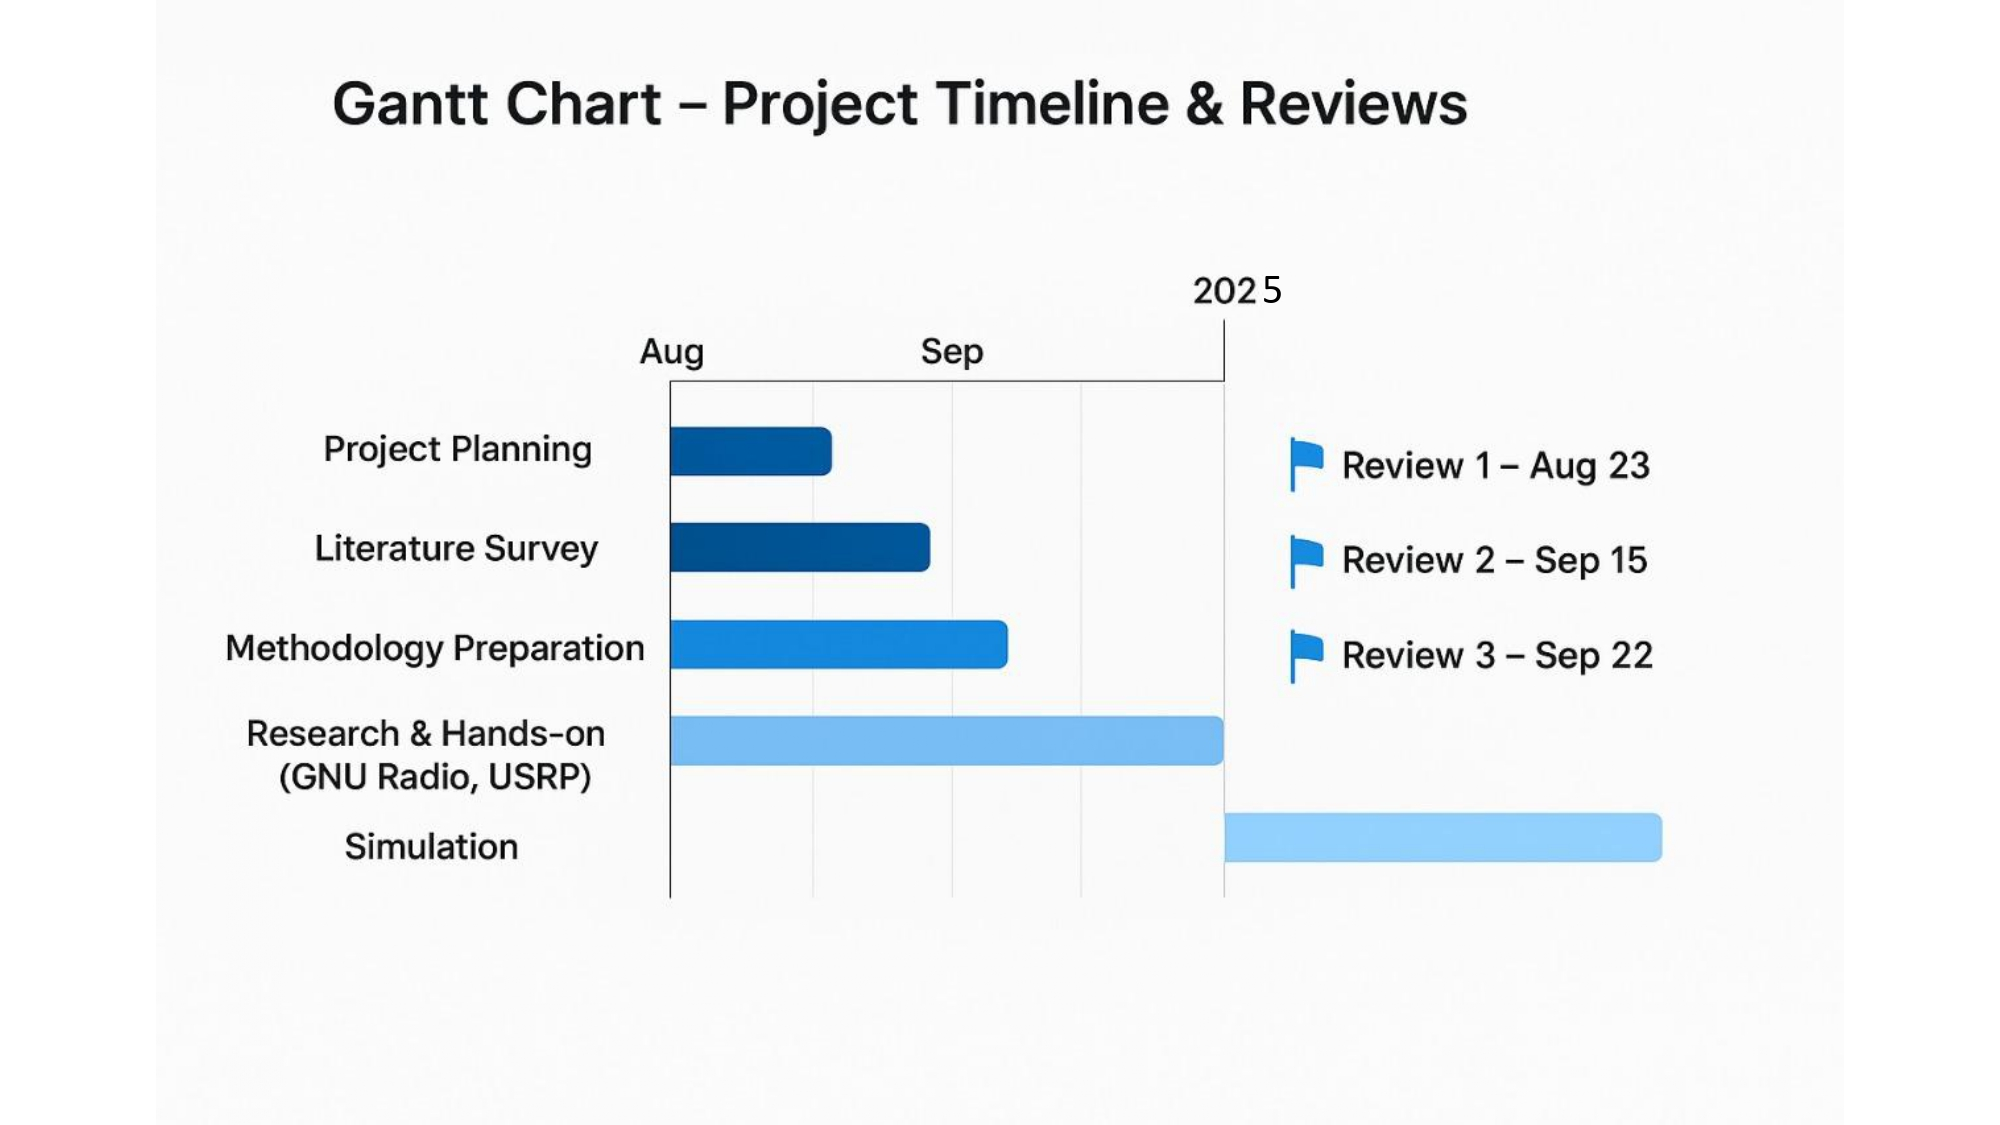 Gantt Chart – Project Timeline & Reviews
2025
Aug
Sep
Project Planning
Literature Survey
Methodology Preparation
Research & Hands-on
(GNU Radio, USRP)
Simulation
Review 1 – Aug 23
Review 2 – Sep 15
Review 3 – Sep 22